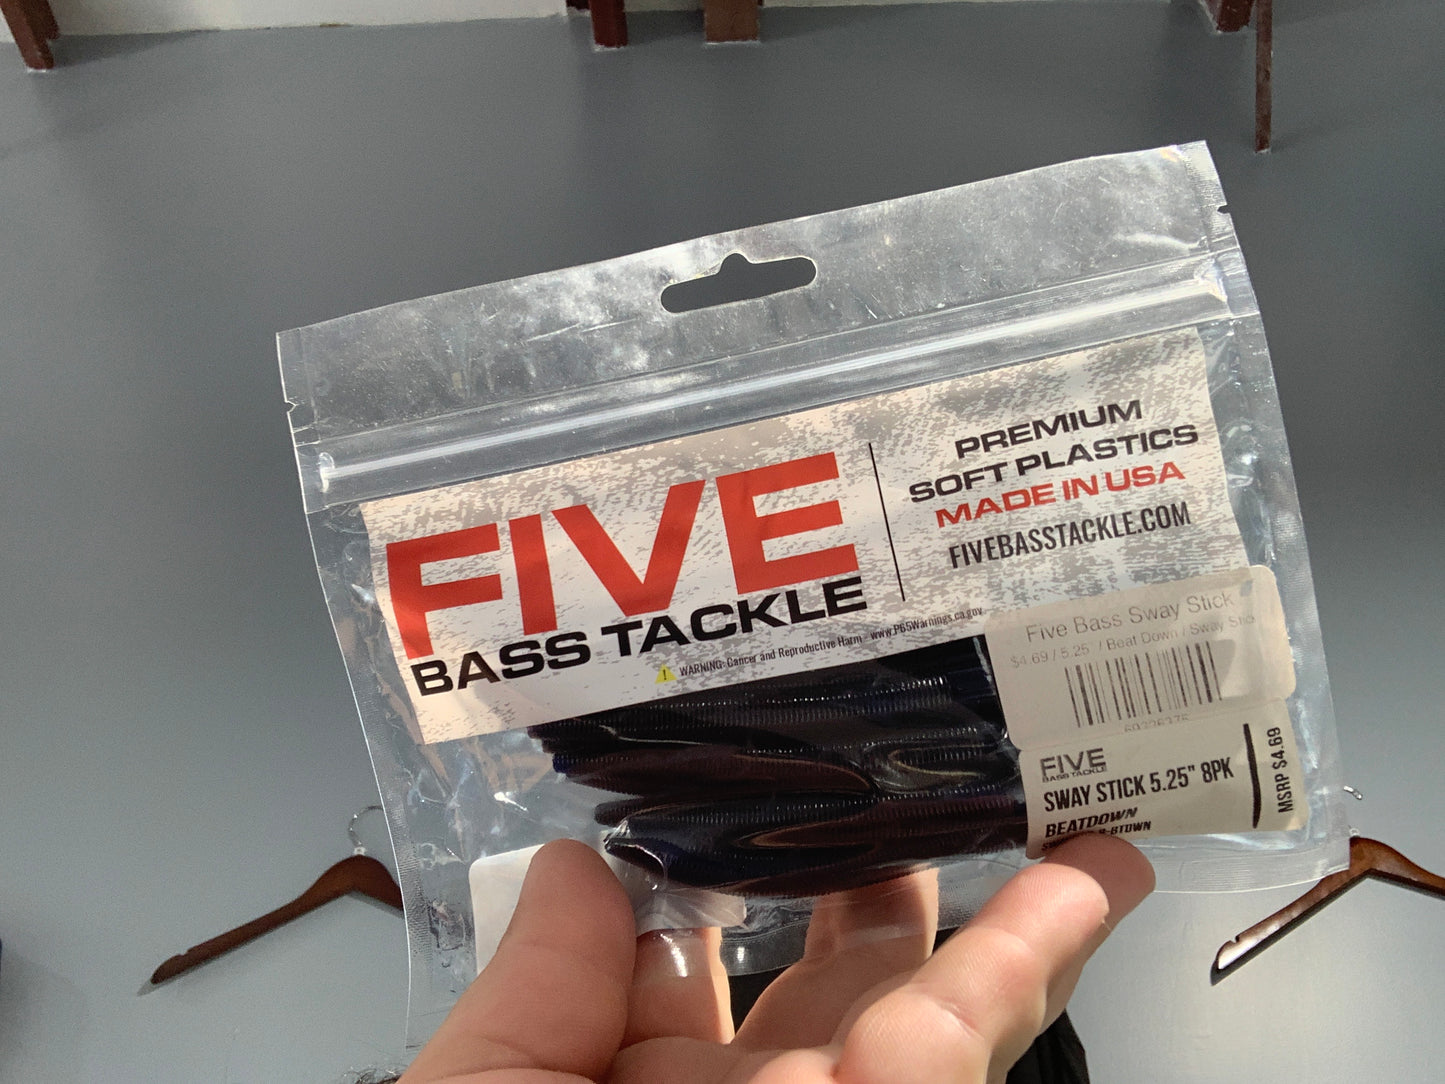 FIVE
BASS TACKLE
PREMIUM
SOFT PLASTICS
MADE IN USA
FIVEBASSTACKLE.COM
WARNING: Cancer and Reproductive Harm - www.P65Warnings.ca.gov
Five Bass Sway Stick
$4.69 / 5.25" / Beat Down / Sway Stick
69326375
FIVE
BASS TACKLE
SWAY STICK 5.25" 8PK
BEATDOWN
MSRP $4.69